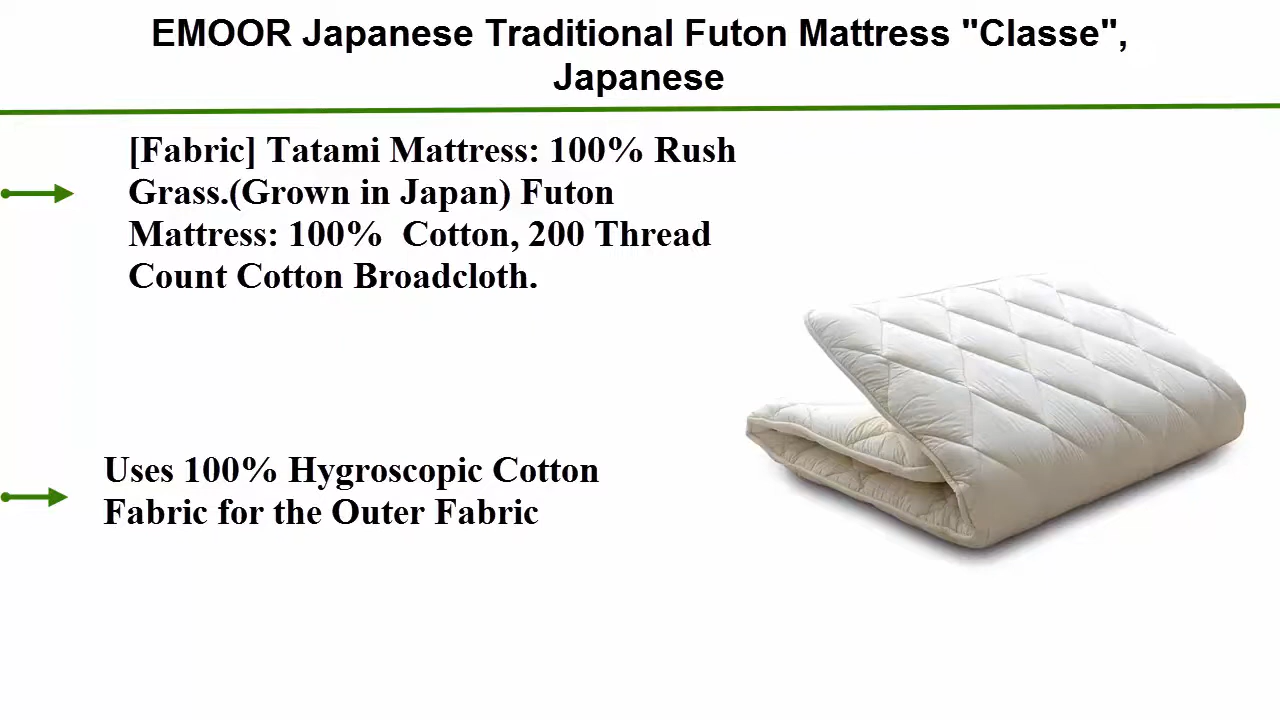 EMOOR Japanese Traditional Futon Mattress "Classe",
Japanese
[Fabric] Tatami Mattress: 100% Rush
Grass.(Grown in Japan) Futon
Mattress: 100%  Cotton, 200 Thread
Count Cotton Broadcloth.
Uses 100% Hygroscopic Cotton
Fabric for the Outer Fabric